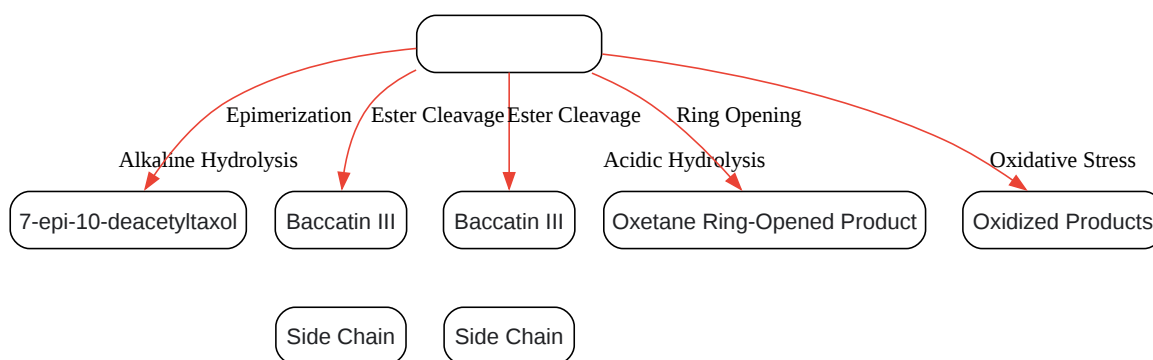 Epimerization
Ester Cleavage
Ester Cleavage
Ring Opening
Alkaline Hydrolysis
Acidic Hydrolysis
Oxidative Stress
7-epi-10-deacetyltaxol
Baccatin III
Baccatin III
Oxetane Ring-Opened Product
Oxidized Products
Side Chain
Side Chain